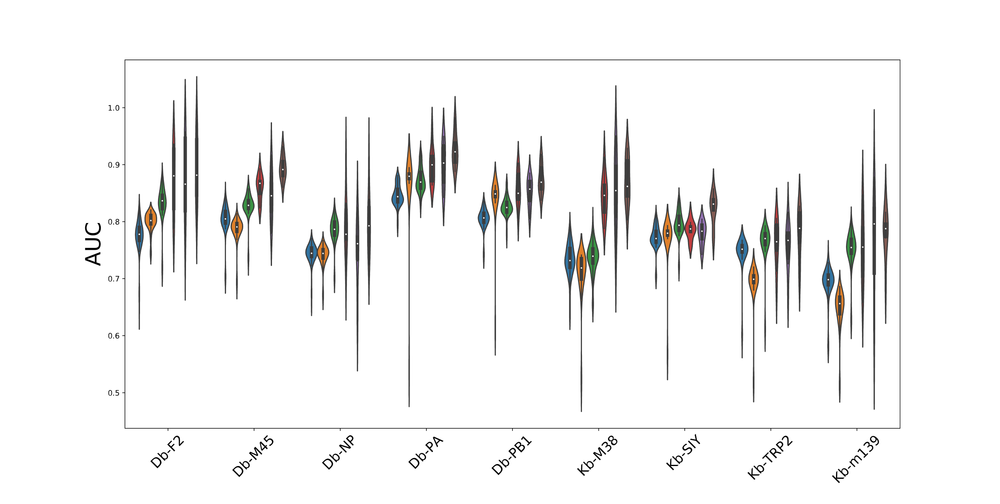 AUC
1.0
0.9
0.8
0.7
0.6
0.5
Db-F2
Db-M45
Db-NP
Db-PA
Db-PB1
Kb-M38
Kb-SIY
Kb-TRP2
Kb-m139